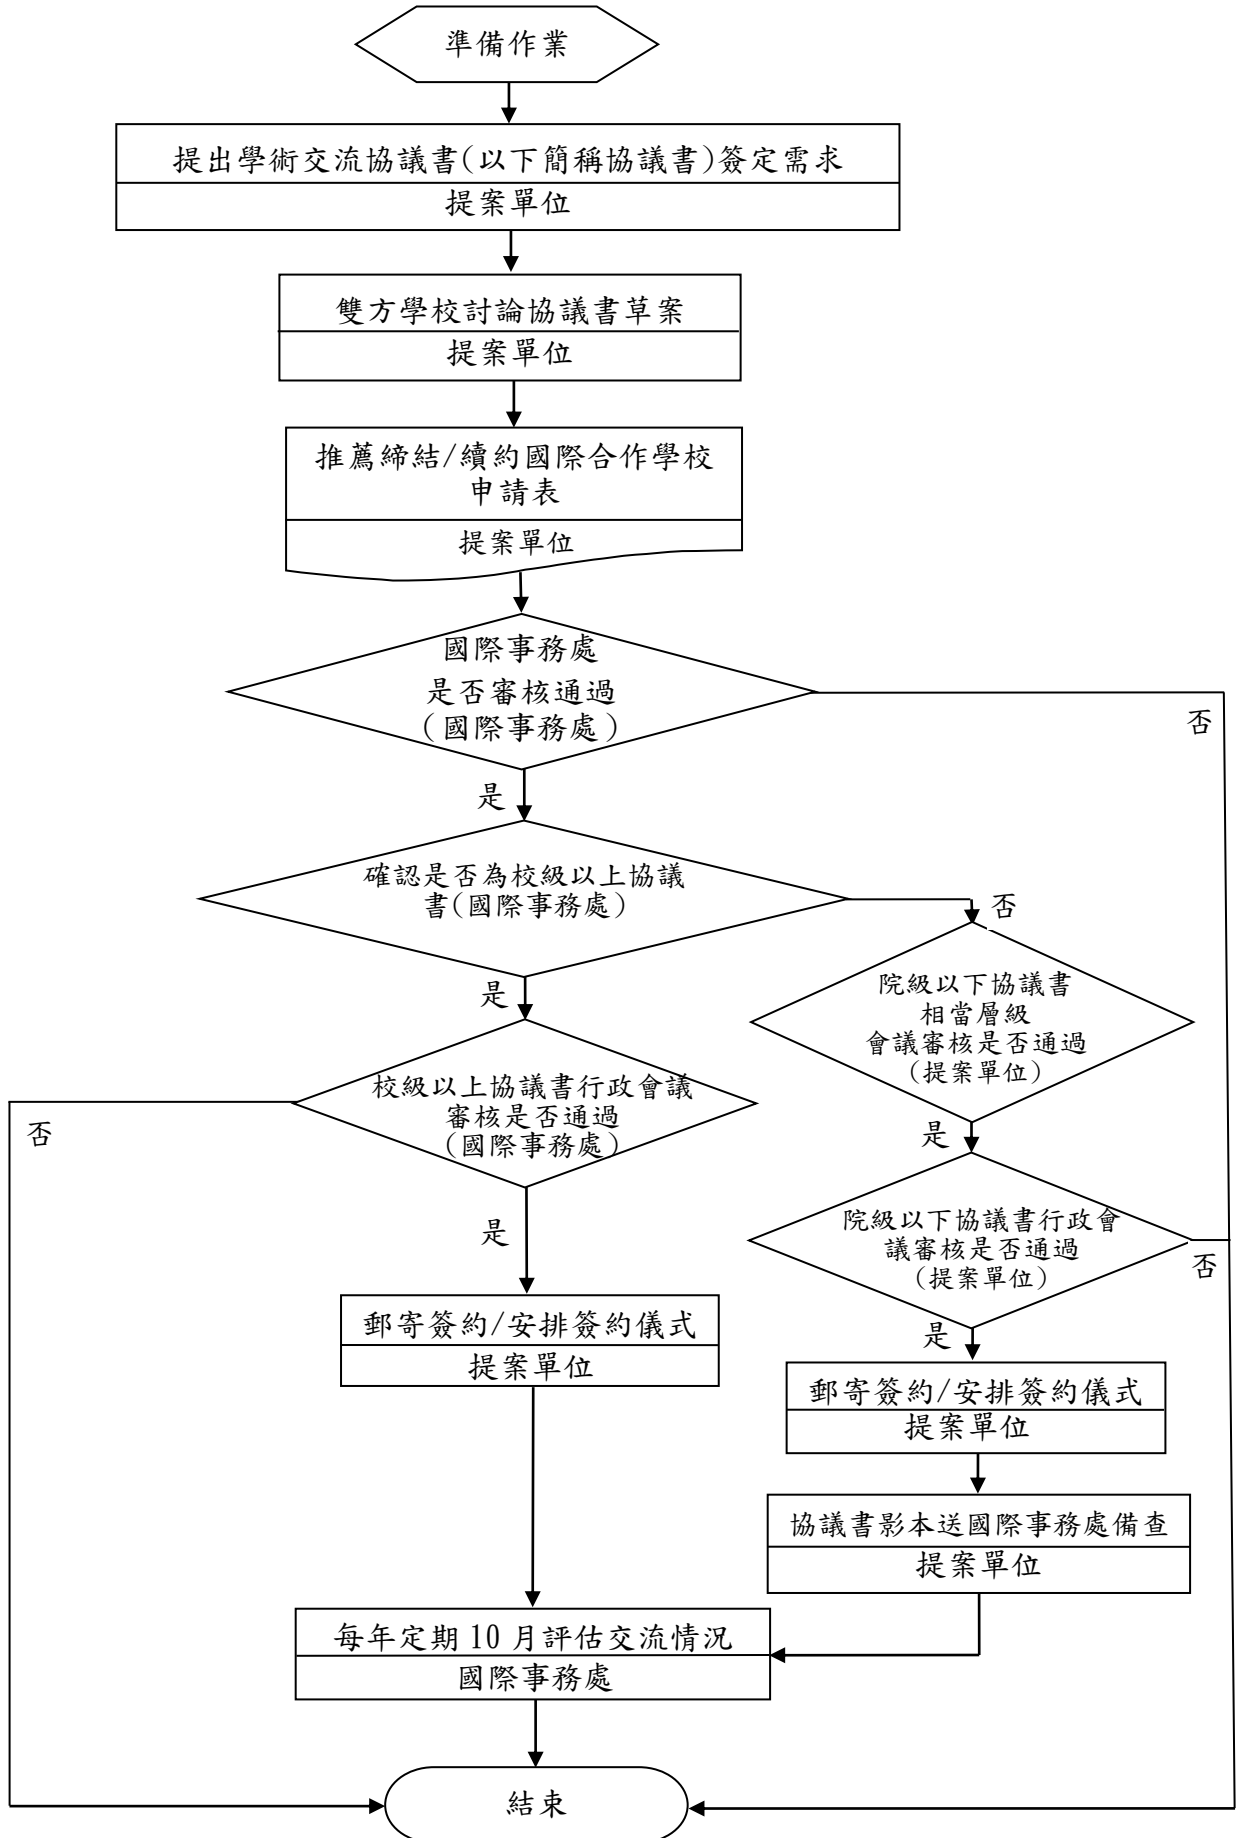 準備作業
提出學術交流協議書(以下簡稱協議書)簽定需求
提案單位
雙方學校討論協議書草案
提案單位
推薦締結/續約國際合作學校
申請表
提案單位
國際事務處
是否審核通過
(國際事務處)
否
是
確認是否為校級以上協議
書(國際事務處)
否
是
院級以下協議書
相當層級
會議審核是否通過
(提案單位)
校級以上協議書行政會議
審核是否通過
(國際事務處)
否
是
院級以下協議書行政會
議審核是否通過
(提案單位)
是
否
是
郵寄簽約/安排簽約儀式
提案單位
郵寄簽約/安排簽約儀式
提案單位
協議書影本送國際事務處備查
提案單位
每年定期 10 月評估交流情況
國際事務處
結束